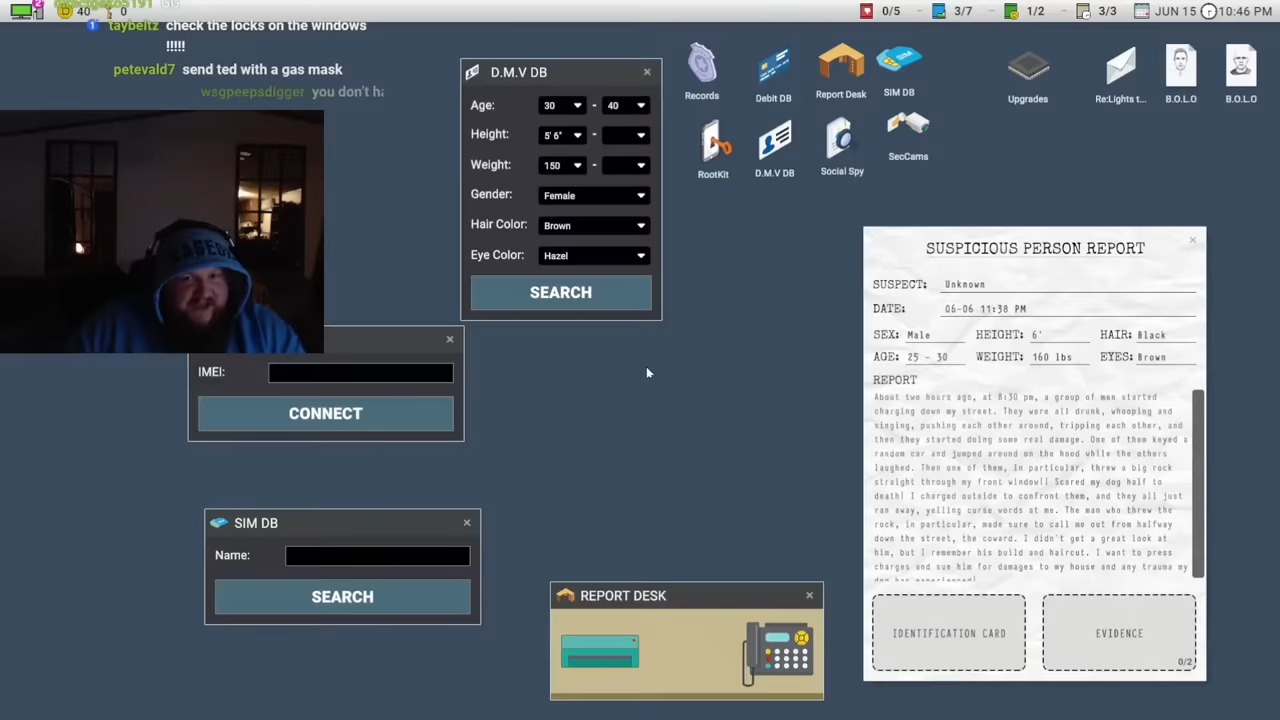 GG
40
0
0/5
3/7
1/2
3/3
JUN 15
10:46 PM
taybeltz check the locks on the windows
!!!!!
petevald7 send ted with a gas mask
wsgpeepsdigger you don't ha
D.M.V DB
Age: 30 - 40
Height: 5' 6" -
Weight: 150 -
Gender: Female
Hair Color: Brown
Eye Color: Hazel
SEARCH
Records
Debit DB
Report Desk
SIM DB
Upgrades
Re:Lights t...
B.O.L.O
B.O.L.O
RootKit
D.M.V DB
Social Spy
SecCams
IMEI:
CONNECT
SIM DB
Name:
SEARCH
REPORT DESK
SUSPICIOUS PERSON REPORT
SUSPECT: Unknown
DATE: 06-06 11:38 PM
SEX: Male HEIGHT: 6' HAIR: Black
AGE: 25 - 30 WEIGHT: 160 lbs EYES: Brown
REPORT
About two hours ago, at 8:30 pm, a group of men started
charging down my street. They were all drunk, whooping and
singing, pushing each other around, tripping each other, and
then they started doing some real damage. One of them keyed a
random car and jumped around on the hood while the others
laughed. Then one of them, in particular, threw a big rock
straight through my front window!! Scared my dog half to
death! I charged outside to confront them, and they all just
ran away, yelling curse words at me. The man who threw the
rock, in particular, made sure to call me out from halfway
down the street, the coward. I didn't get a great look at
him, but I remember his build and haircut. I want to press
charges and sue him for damages to my house and any trauma my
dog has experienced!
IDENTIFICATION CARD
EVIDENCE
0/2